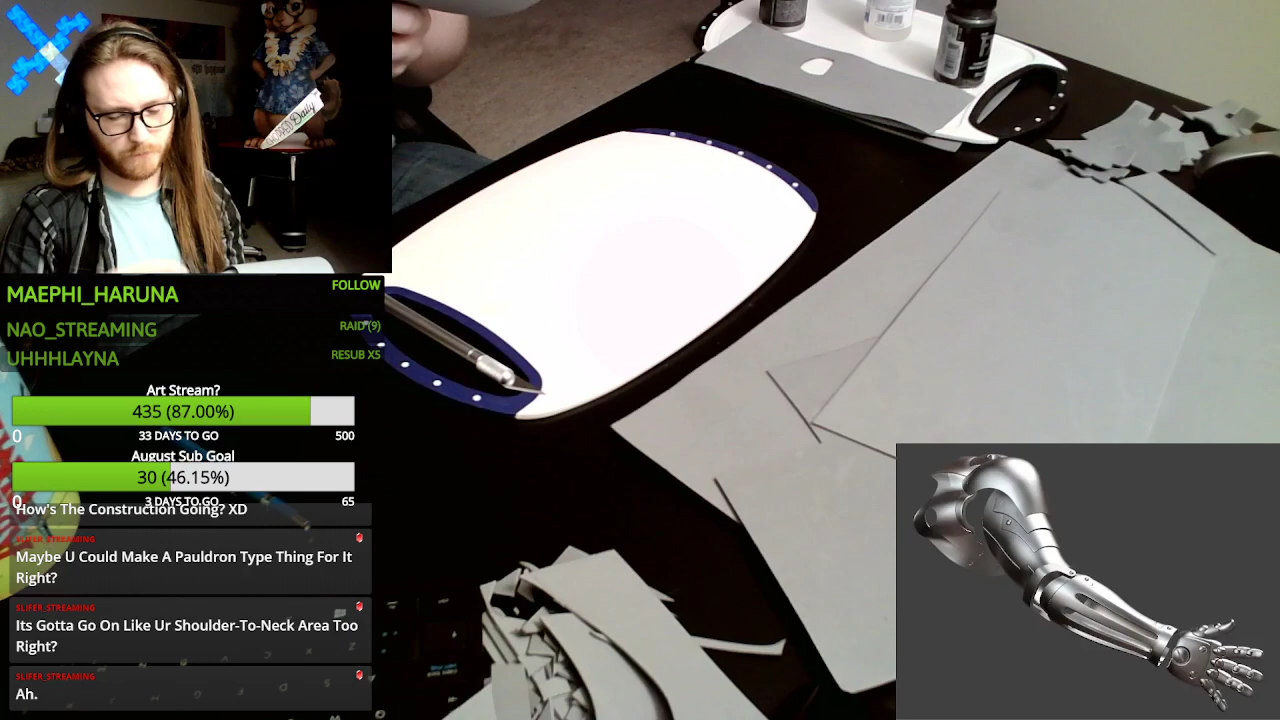 Daily
MAEPHI_HARUNA
FOLLOW
NAO_STREAMING
RAID (9)
UHHHLAYNA
RESUB X5
Art Stream?
435 (87.00%)
0
33 DAYS TO GO
500
August Sub Goal
30 (46.15%)
0
3 DAYS TO GO
65
How's The Construction Going? XD
SLIFER_STREAMING
Maybe U Could Make A Pauldron Type Thing For It
Right?
SLIFER_STREAMING
Its Gotta Go On Like Ur Shoulder-To-Neck Area Too
Right?
SLIFER_STREAMING
Ah.